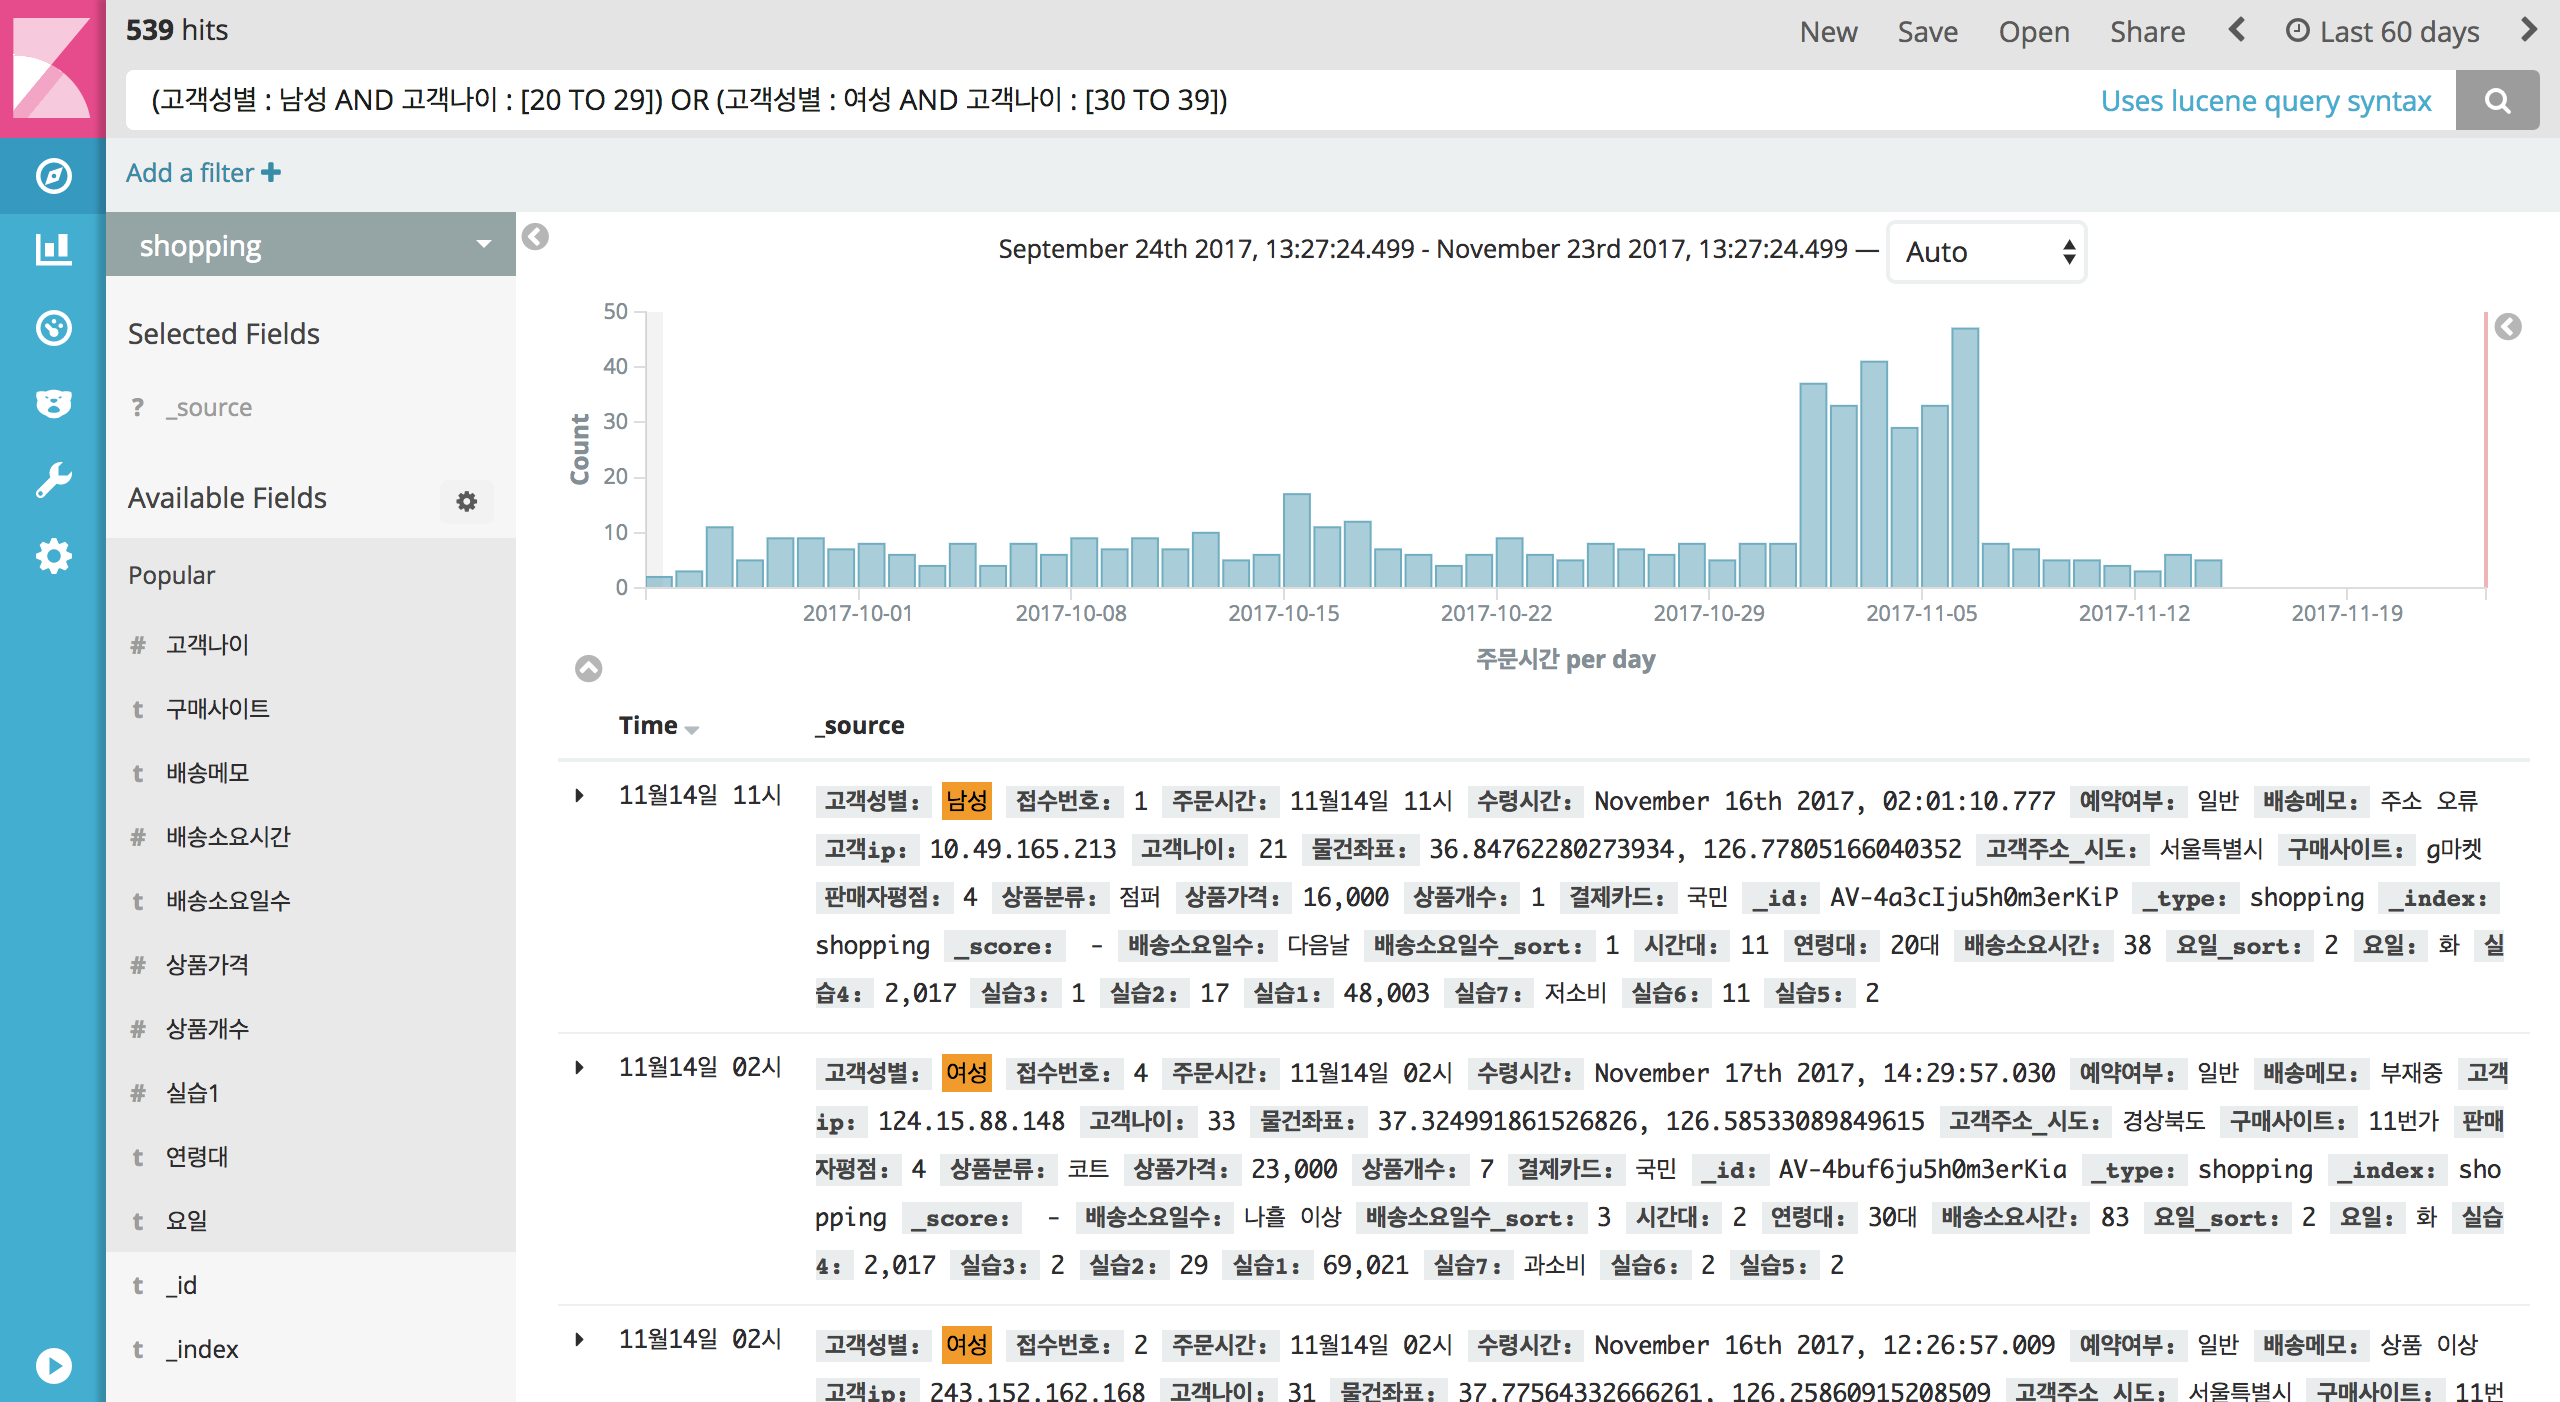 539 hits
New Save Open Share Last 60 days
(고객성별 : 남성 AND 고객나이 : [20 TO 29]) OR (고객성별 : 여성 AND 고객나이 : [30 TO 39])
Uses lucene query syntax
Add a filter
shopping
Selected Fields
? _source
Available Fields
Popular
# 고객나이
t 구매사이트
t 배송메모
# 배송소요시간
t 배송소요일수
# 상품가격
# 상품개수
# 실습1
t 연령대
t 요일
t _id
t _index
September 24th 2017, 13:27:24.499 - November 23rd 2017, 13:27:24.499 — Auto
Count
50
40
30
20
10
0
2017-10-01 2017-10-08 2017-10-15 2017-10-22 2017-10-29 2017-11-05 2017-11-12 2017-11-19
주문시간 per day
Time _source
11월14일 11시 고객성별: 남성 접수번호: 1 주문시간: 11월14일 11시 수령시간: November 16th 2017, 02:01:10.777 예약여부: 일반 배송메모: 주소 오류
고객ip: 10.49.165.213 고객나이: 21 물건좌표: 36.84762280273934, 126.77805166040352 고객주소_시도: 서울특별시 구매사이트: g마켓
판매자평점: 4 상품분류: 점퍼 상품가격: 16,000 상품개수: 1 결제카드: 국민 _id: AV-4a3cIju5h0m3erKiP _type: shopping _index:
shopping _score: - 배송소요일수: 다음날 배송소요일수_sort: 1 시간대: 11 연령대: 20대 배송소요시간: 38 요일_sort: 2 요일: 화 실
습4: 2,017 실습3: 1 실습2: 17 실습1: 48,003 실습7: 저소비 실습6: 11 실습5: 2
11월14일 02시 고객성별: 여성 접수번호: 4 주문시간: 11월14일 02시 수령시간: November 17th 2017, 14:29:57.030 예약여부: 일반 배송메모: 부재중 고객
ip: 124.15.88.148 고객나이: 33 물건좌표: 37.324991861526826, 126.58533089849615 고객주소_시도: 경상북도 구매사이트: 11번가 판매
자평점: 4 상품분류: 코트 상품가격: 23,000 상품개수: 7 결제카드: 국민 _id: AV-4buf6ju5h0m3erKia _type: shopping _index: sho
pping _score: - 배송소요일수: 나흘 이상 배송소요일수_sort: 3 시간대: 2 연령대: 30대 배송소요시간: 83 요일_sort: 2 요일: 화 실습
4: 2,017 실습3: 2 실습2: 29 실습1: 69,021 실습7: 과소비 실습6: 2 실습5: 2
11월14일 02시 고객성별: 여성 접수번호: 2 주문시간: 11월14일 02시 수령시간: November 16th 2017, 12:26:57.009 예약여부: 일반 배송메모: 상품 이상
고객ip: 243.152.162.168 고객나이: 31 물건좌표: 37.77564332666261, 126.25860915208509 고객주소_시도: 서울특별시 구매사이트: 11번